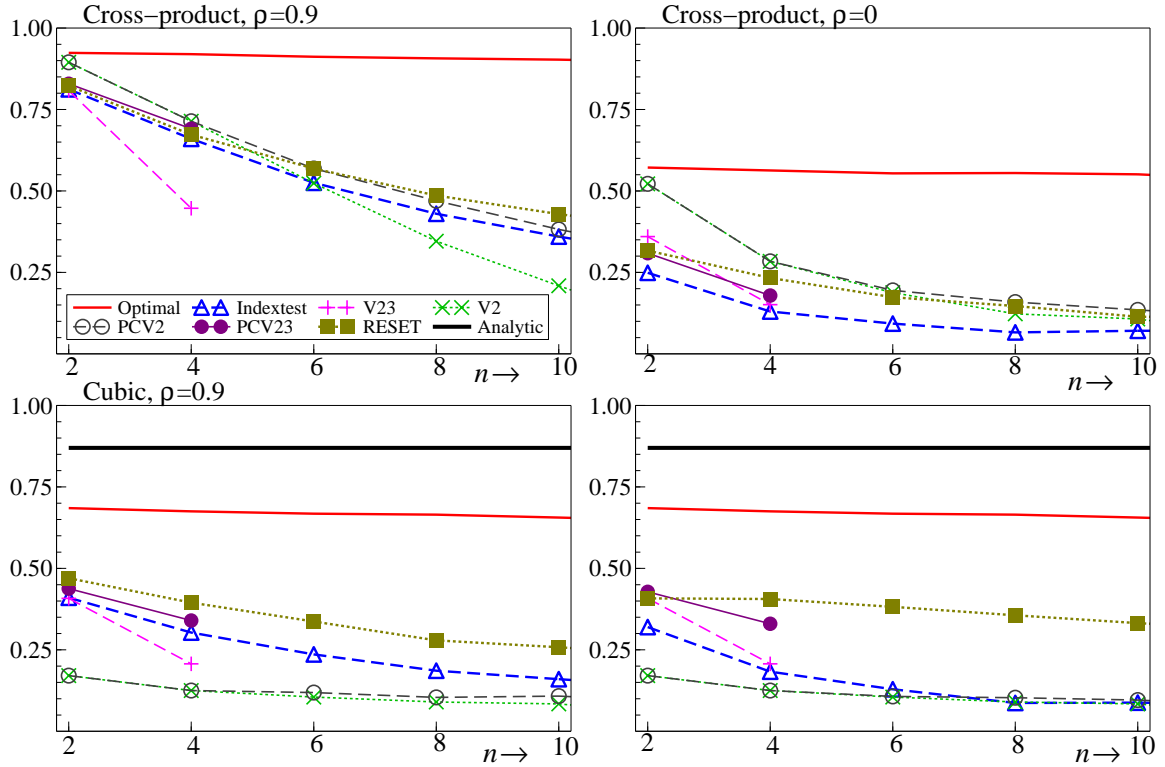 Cross−product, ρ=0.9
1.00
0.75
0.50
0.25
Optimal Indextest V23 V2
PCV2 PCV23 RESET Analytic
2 4 6 8 10
n→
Cross−product, ρ=0
1.00
0.75
0.50
0.25
2 4 6 8 10
n→
Cubic, ρ=0.9
1.00
0.75
0.50
0.25
2 4 6 8 10
n→
1.00
0.75
0.50
0.25
2 4 6 8 10
n→